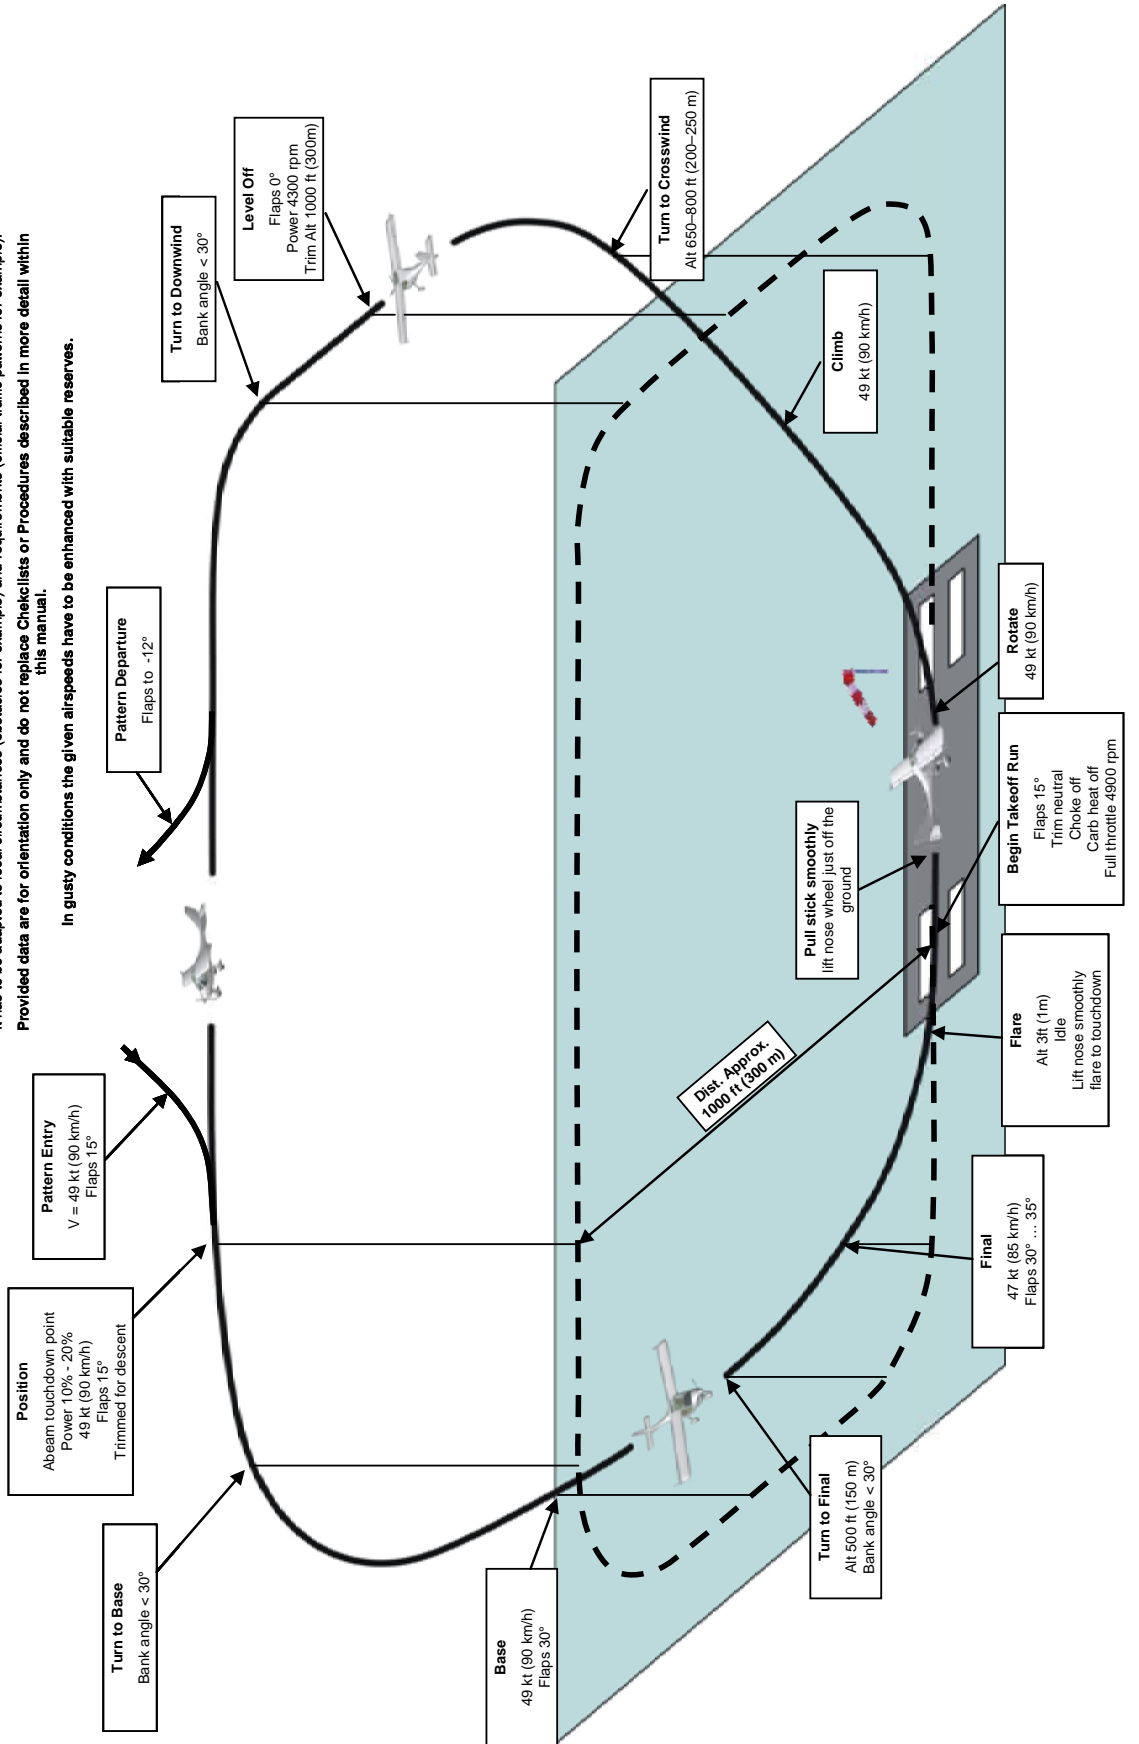 Provided data are for orientation only and do not replace Chekclists or Procedures described in more detail within
this manual.
In gusty conditions the given airspeeds have to be enhanced with suitable reserves.
Position
Abeam touchdown point
Power 10% - 20%
49 kt (90 km/h)
Flaps 15°
Trimmed for descent
Pattern Entry
V = 49 kt (90 km/h)
Flaps 15°
Pattern Departure
Flaps to -12°
Turn to Downwind
Bank angle < 30°
Level Off
Flaps 0°
Power 4300 rpm
Trim Alt 1000 ft (300m)
Turn to Base
Bank angle < 30°
Base
49 kt (90 km/h)
Flaps 30°
Turn to Crosswind
Alt 650–800 ft (200–250 m)
Climb
49 kt (90 km/h)
Dist. Approx.
1000 ft (300 m)
Pull stick smoothly
lift nose wheel just off the
ground
Turn to Final
Alt 500 ft (150 m)
Bank angle < 30°
Final
47 kt (85 km/h)
Flaps 30° … 35°
Flare
Alt 3ft (1m)
Idle
Lift nose smoothly
flare to touchdown
Begin Takeoff Run
Flaps 15°
Trim neutral
Choke off
Carb heat off
Full throttle 4900 rpm
Rotate
49 kt (90 km/h)